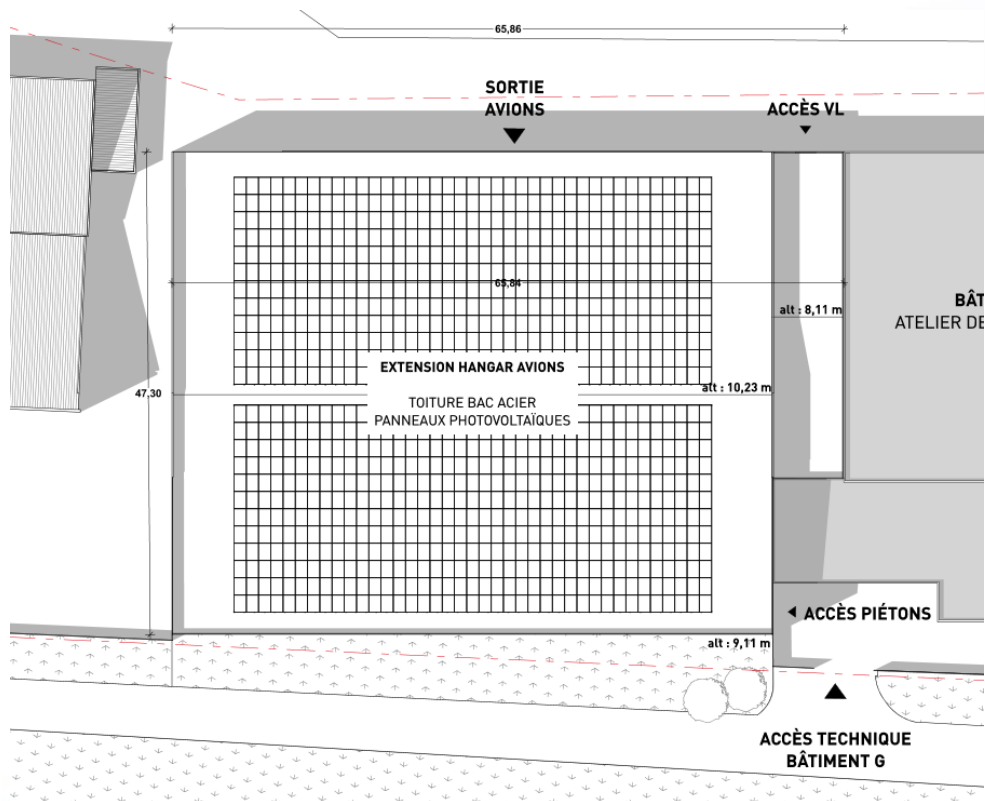 65,86
SORTIE
AVIONS
ACCÈS VL
65,84
alt : 8,11 m
BÂT
ATELIER DE
EXTENSION HANGAR AVIONS
alt : 10,23 m
47,30
TOITURE BAC ACIER
PANNEAUX PHOTOVOLTAÏQUES
ACCÈS PIÉTONS
alt : 9,11 m
ACCÈS TECHNIQUE
BÂTIMENT G